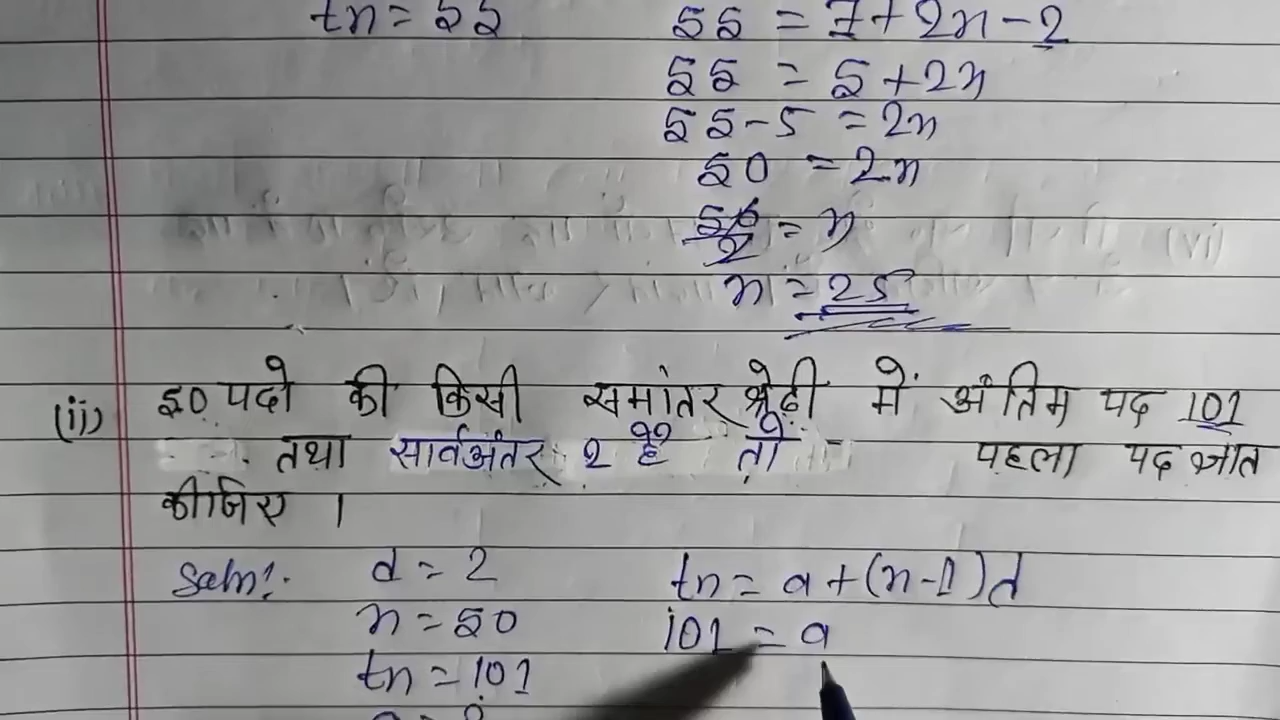 tn = 55
55 = 7 + 2n - 2
55 = 5 + 2n
55 - 5 = 2n
50 = 2n
50/2 = n
n = 25
(ii) 50 पदो की किसी समांतर श्रेढ़ी में अंतिम पद 101
तथा सार्वअंतर 2 है तो पहला पद ज्ञात
कीजिए ।
Soln: d = 2 tn = a + (n - 1) d
n = 50 101 = a
tn = 101
a = ?